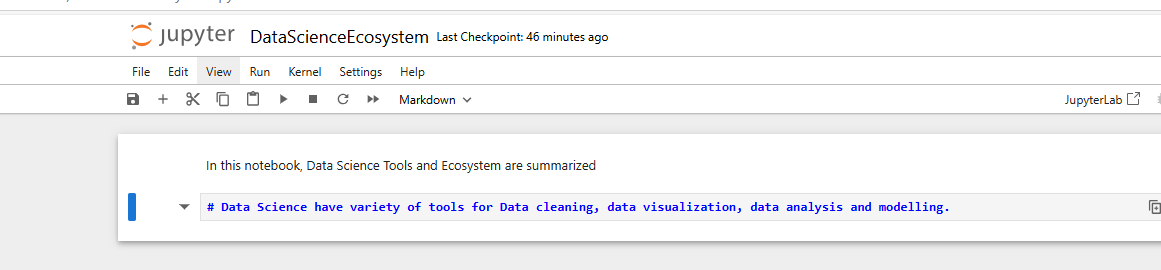 jupyter DataScienceEcosystem Last Checkpoint: 46 minutes ago
File Edit View Run Kernel Settings Help
Markdown JupyterLab
In this notebook, Data Science Tools and Ecosystem are summarized
# Data Science have variety of tools for Data cleaning, data visualization, data analysis and modelling.